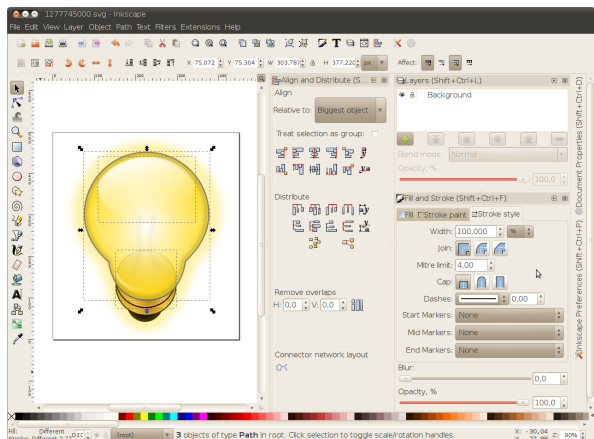 1277745000.svg - Inkscape
File Edit View Layer Object Path Text Filters Extensions Help
X 75,072 Y 75,304 W 303,787 H 377,220 px Affect:
Align and Distribute (S...
Layers (Shift+Ctrl+L)
Align
Relative to: Biggest object
Background
Treat selection as group:
Blend mode: Normal
Opacity, %
100,0
Distribute
Fill and Stroke (Shift+Ctrl+F)
Fill Stroke paint Stroke style
Width: 100,000 %
Join:
Mitre limit: 4,00
Cap:
Dashes: 0,00
Remove overlaps
H: 0,0 V: 0,0
Start Markers: None
Mid Markers: None
End Markers: None
Connector network layout
Blur:
0,0
Opacity, %
100,0
Document Properties (Shift+Ctrl+D)
Inkscape Preferences (Shift+Ctrl+P)
Fill: Different
(root)
3 objects of type Path in root. Click selection to toggle scale/rotation handles.
X: -30,04
Z: 90%